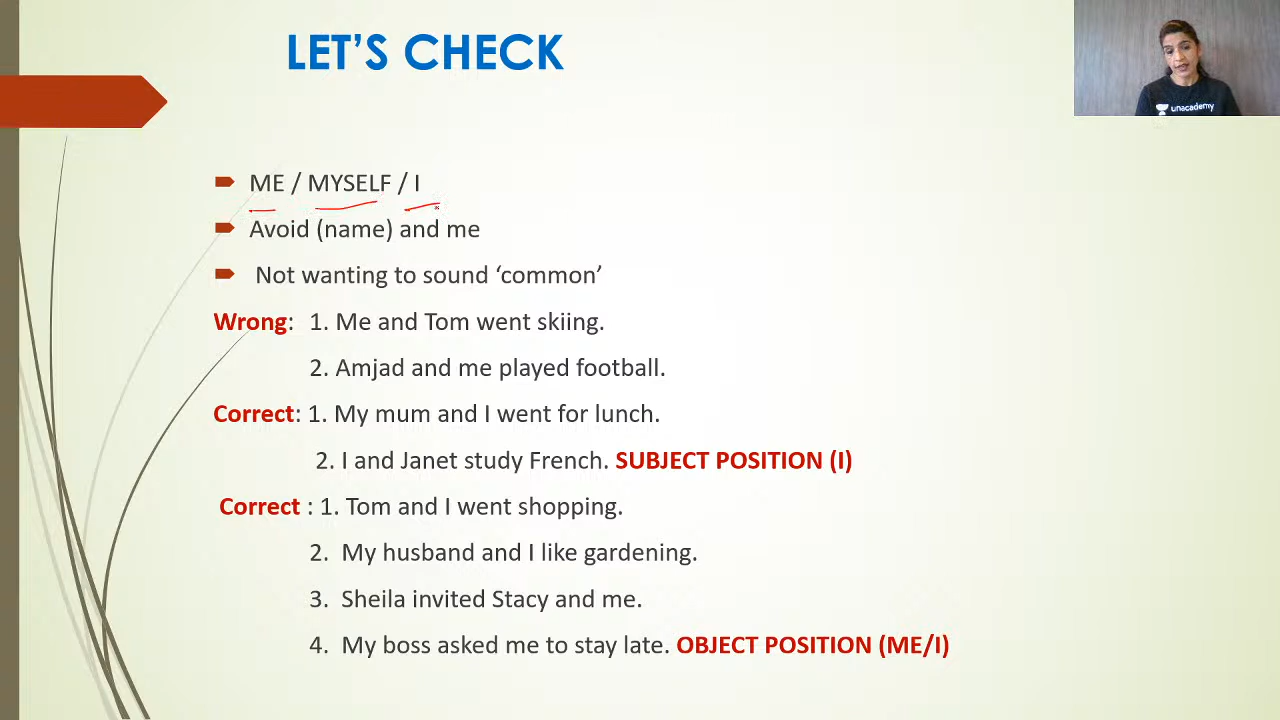 LET’S CHECK
unacademy
ME / MYSELF / I
Avoid (name) and me
Not wanting to sound ‘common’
Wrong: 1. Me and Tom went skiing.
2. Amjad and me played football.
Correct: 1. My mum and I went for lunch.
2. I and Janet study French. SUBJECT POSITION (I)
Correct : 1. Tom and I went shopping.
2. My husband and I like gardening.
3. Sheila invited Stacy and me.
4. My boss asked me to stay late. OBJECT POSITION (ME/I)